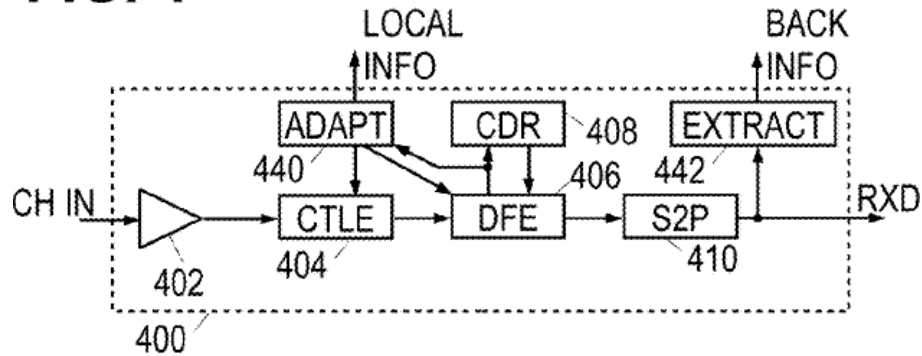 LOCAL INFO
BACK INFO
ADAPT
CDR
408
EXTRACT
440
406
442
CH IN
CTLE
DFE
S2P
RXD
402
404
410
400